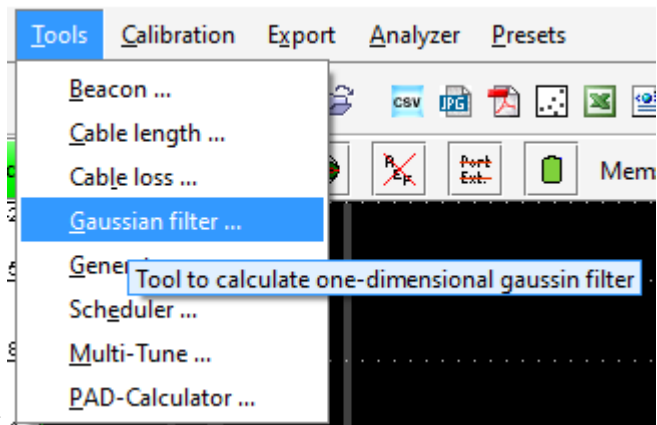 Tools Calibration Export Analyzer Presets
Beacon ...
CSV JPG
Cable length ...
Cable loss ...
Port Ext. Mem
Gaussian filter ...
Tool to calculate one-dimensional gaussin filter
Scheduler ...
Multi-Tune ...
PAD-Calculator ...